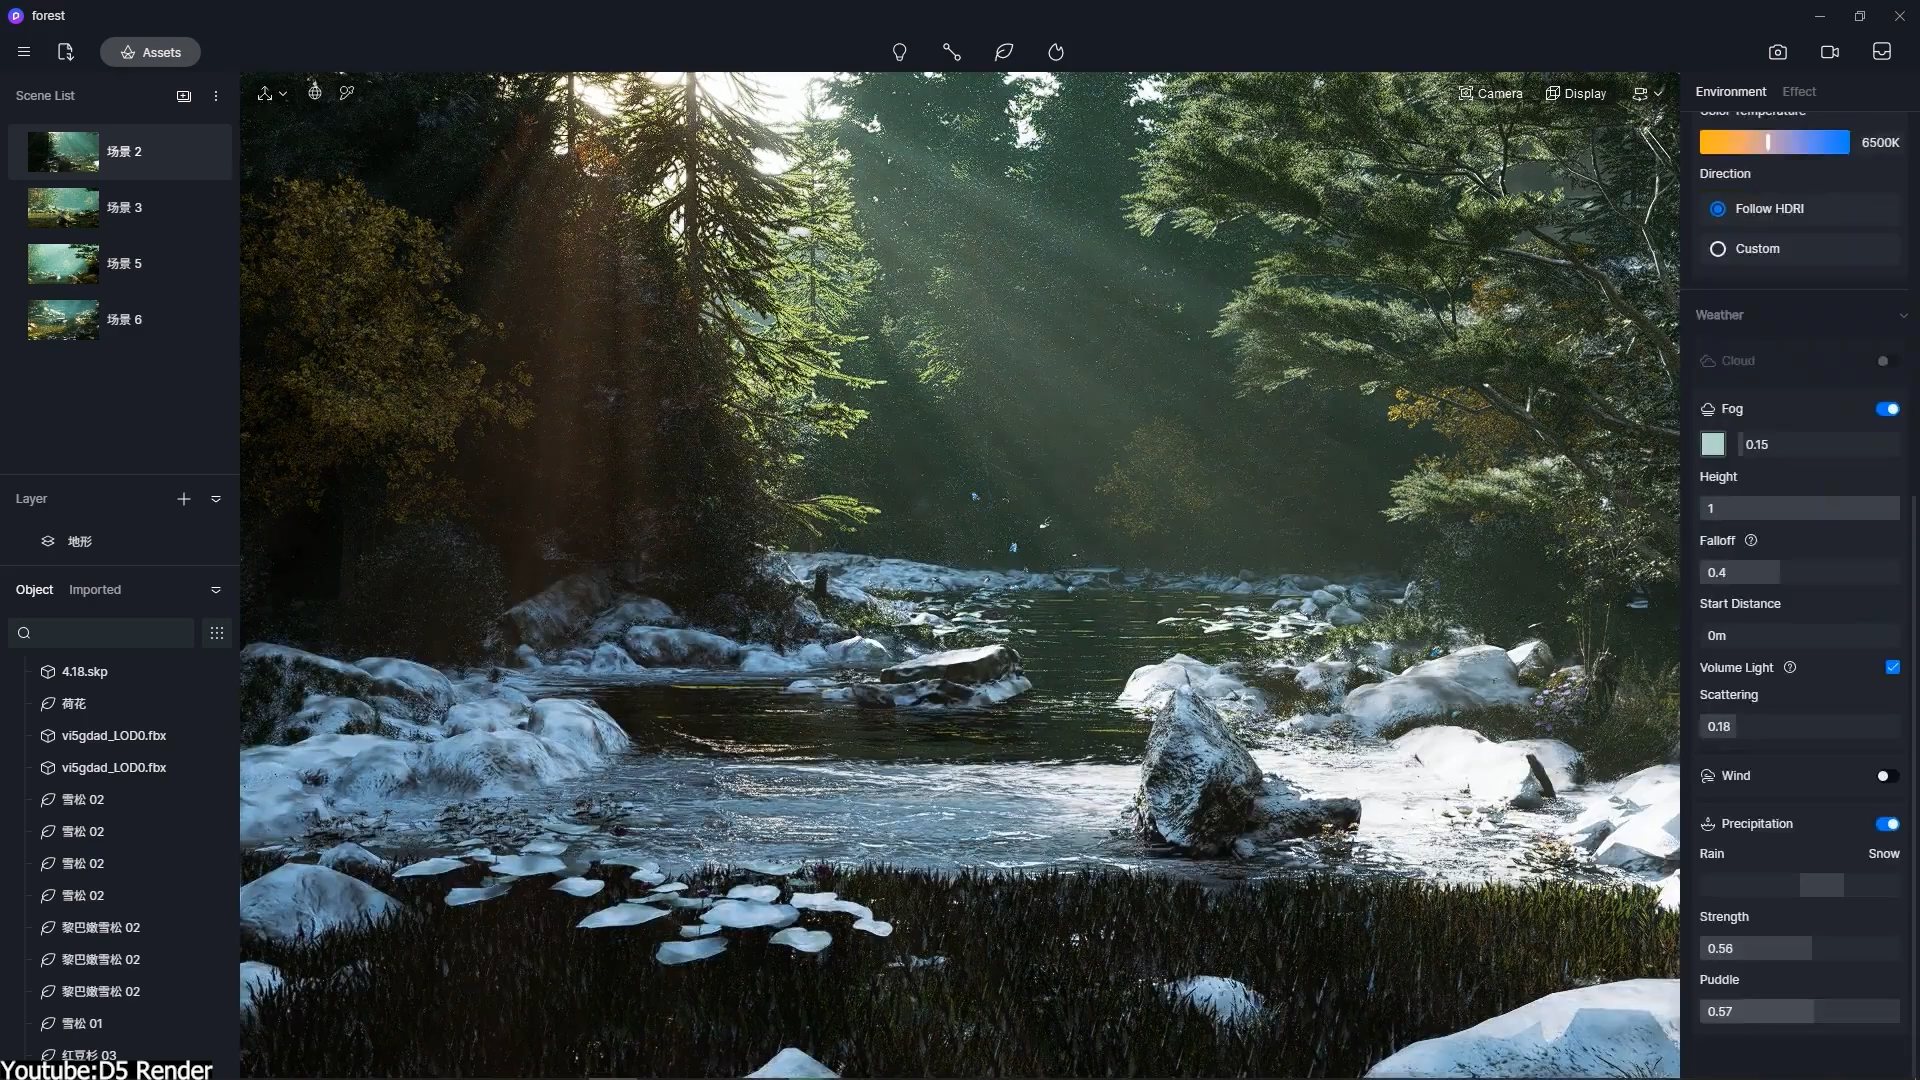 forest
Assets
Scene List
场景 2
场景 3
场景 5
场景 6
Layer
地形
Object Imported
4.18.skp
荷花
vi5gdad_LOD0.fbx
vi5gdad_LOD0.fbx
雪松 02
雪松 02
雪松 02
雪松 02
黎巴嫩雪松 02
黎巴嫩雪松 02
黎巴嫩雪松 02
雪松 01
红豆杉 03
Youtube:D5 Render
Camera Display
Environment Effect
Color Temperature
6500K
Direction
Follow HDRI
Custom
Weather
Cloud
Fog
0.15
Height
1
Falloff
0.4
Start Distance
0m
Volume Light
Scattering
0.18
Wind
Precipitation
Rain Snow
Strength
0.56
Puddle
0.57